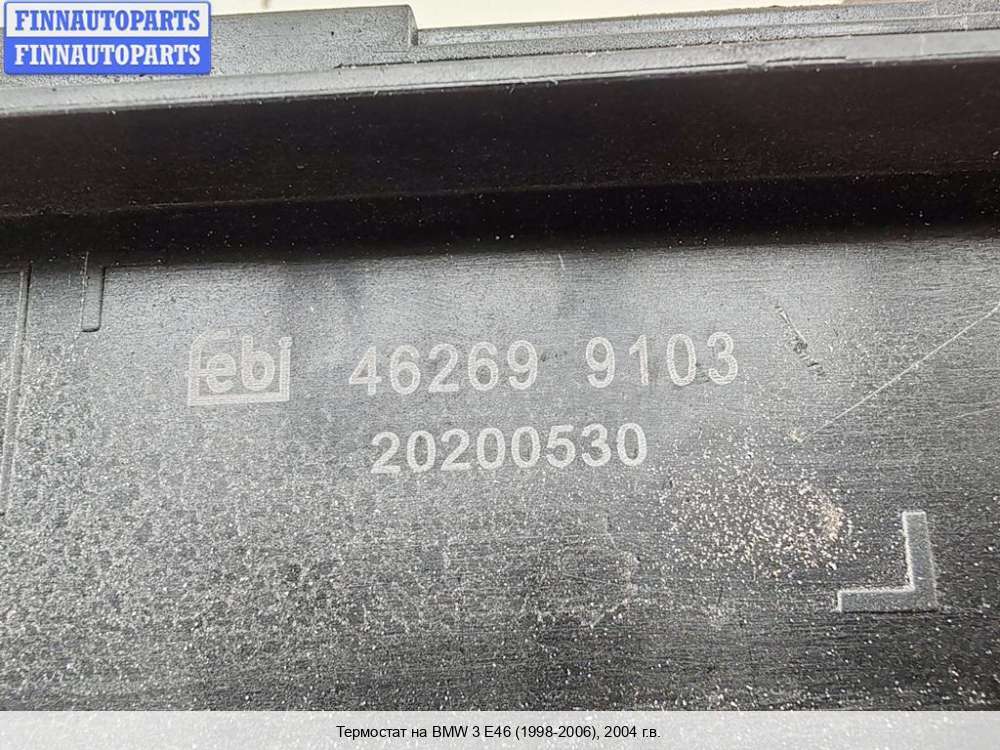 FINNAUTOPARTS
FINNAUTOPARTS
febi 46269 9103
20200530
Термостат на BMW 3 E46 (1998-2006), 2004 г.в.